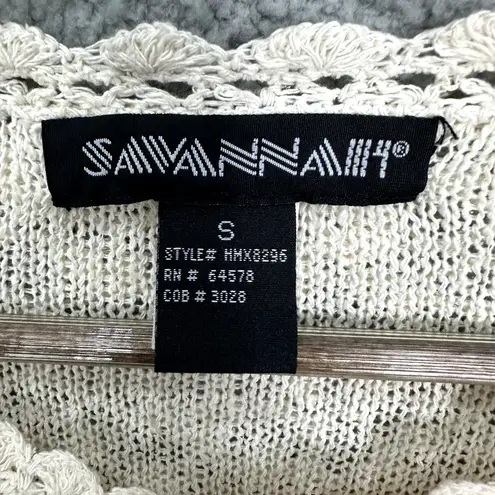 SAVANNAH®
S
STYLE# HMX8296
RN # 64578
COB # 3028